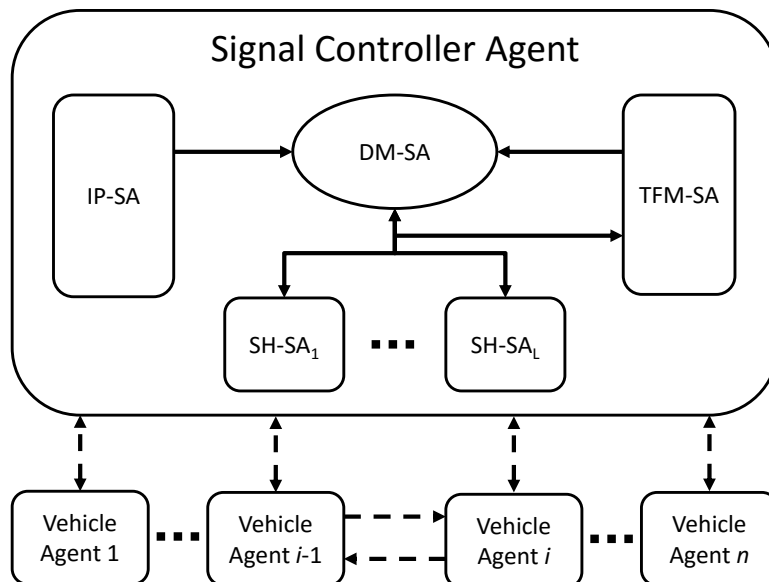 Signal Controller Agent
IP-SA
DM-SA
TFM-SA
SH-SA₁
SH-SA_L
Vehicle
Agent 1
Vehicle
Agent i-1
Vehicle
Agent i
Vehicle
Agent n